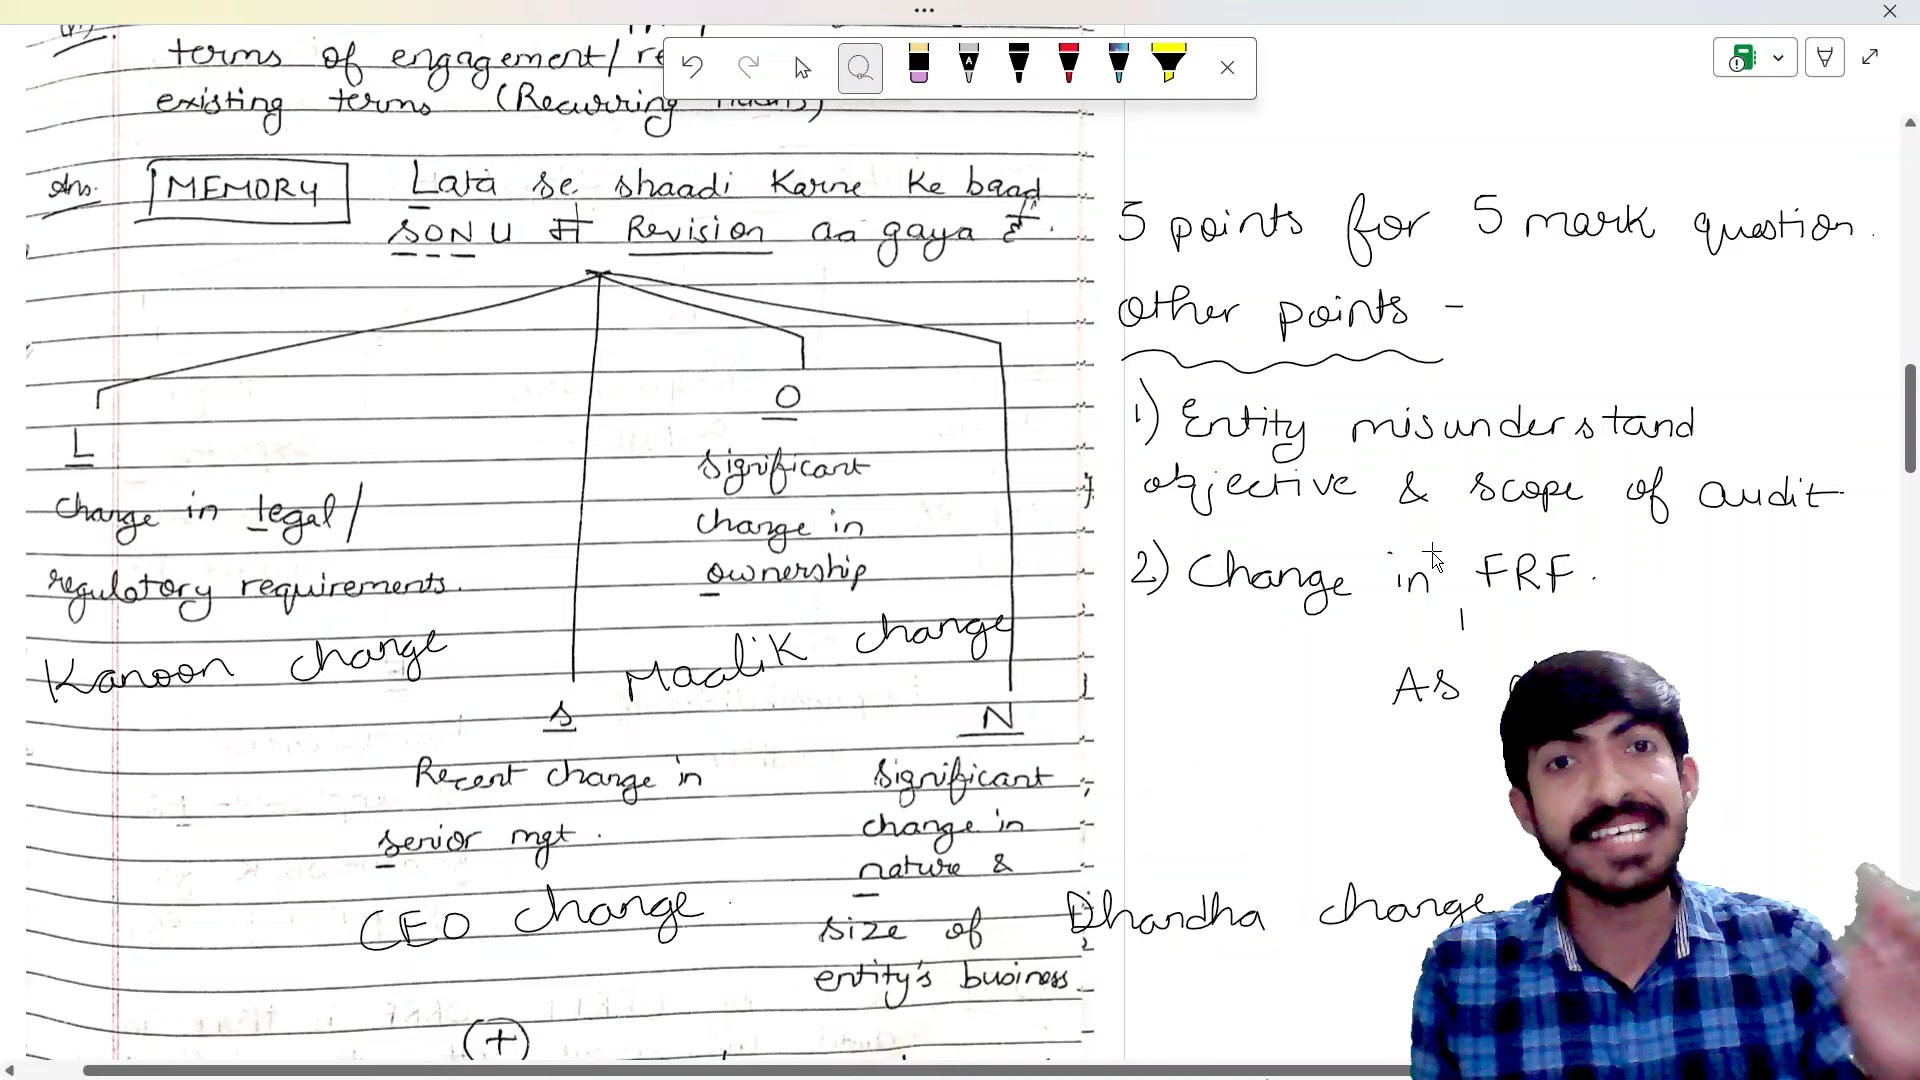 terms of engagement/
existing terms (Recurring
Ans. MEMORY Lata se shaadi Karne Ke baad
SONU का Revision aa gaya है.
L
change in legal/
regulatory requirements.
Kanoon change
S
Recent change in
senior mgt.
CEO change
O
significant
change in
ownership
Maalik change
N
significant
change in
nature &
size of
entity's business.
Dhandha change
(+)
5 points for 5 mark question.
other points -
1) Entity misunderstand
objective & scope of audit.
2) Change in FRF.
AS